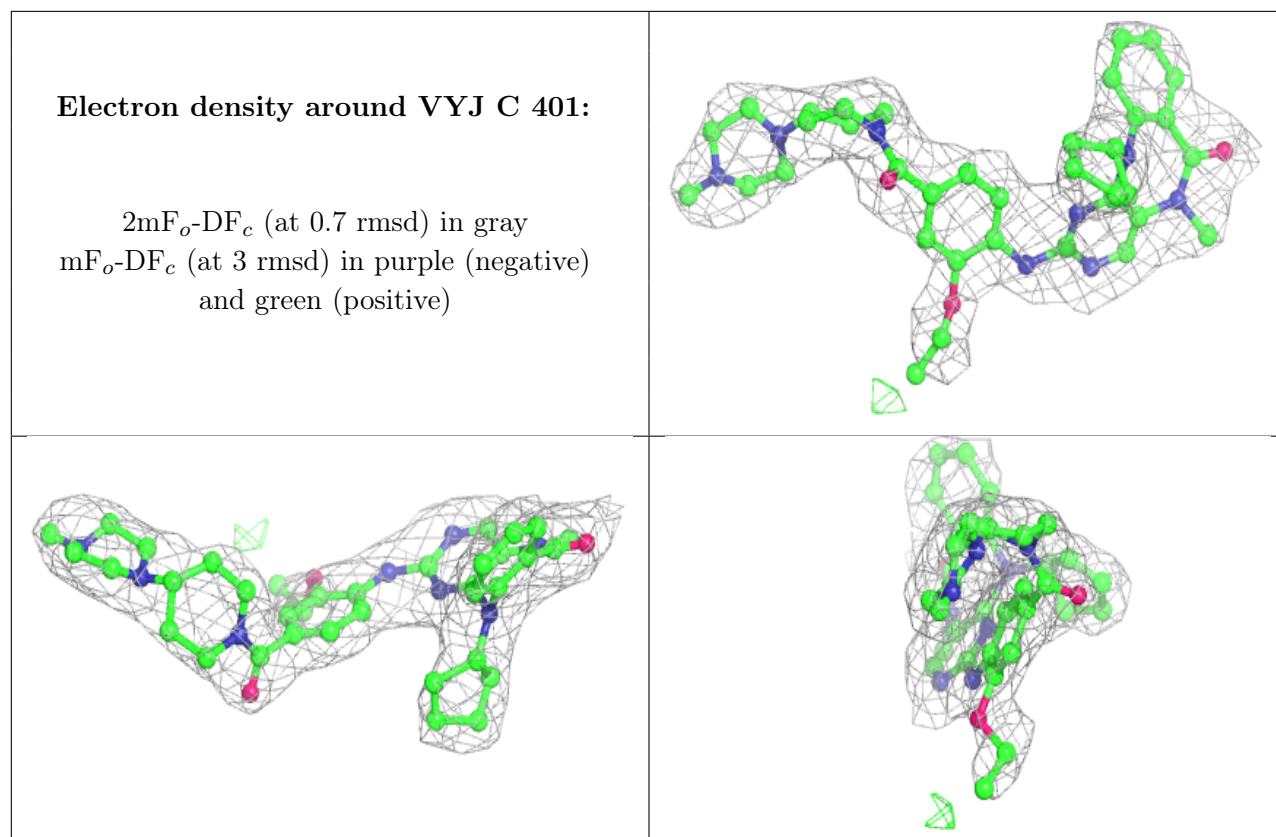 Electron density around VYJ C 401:
2mFₒ-DF𝒸 (at 0.7 rmsd) in gray
mFₒ-DF𝒸 (at 3 rmsd) in purple (negative)
and green (positive)